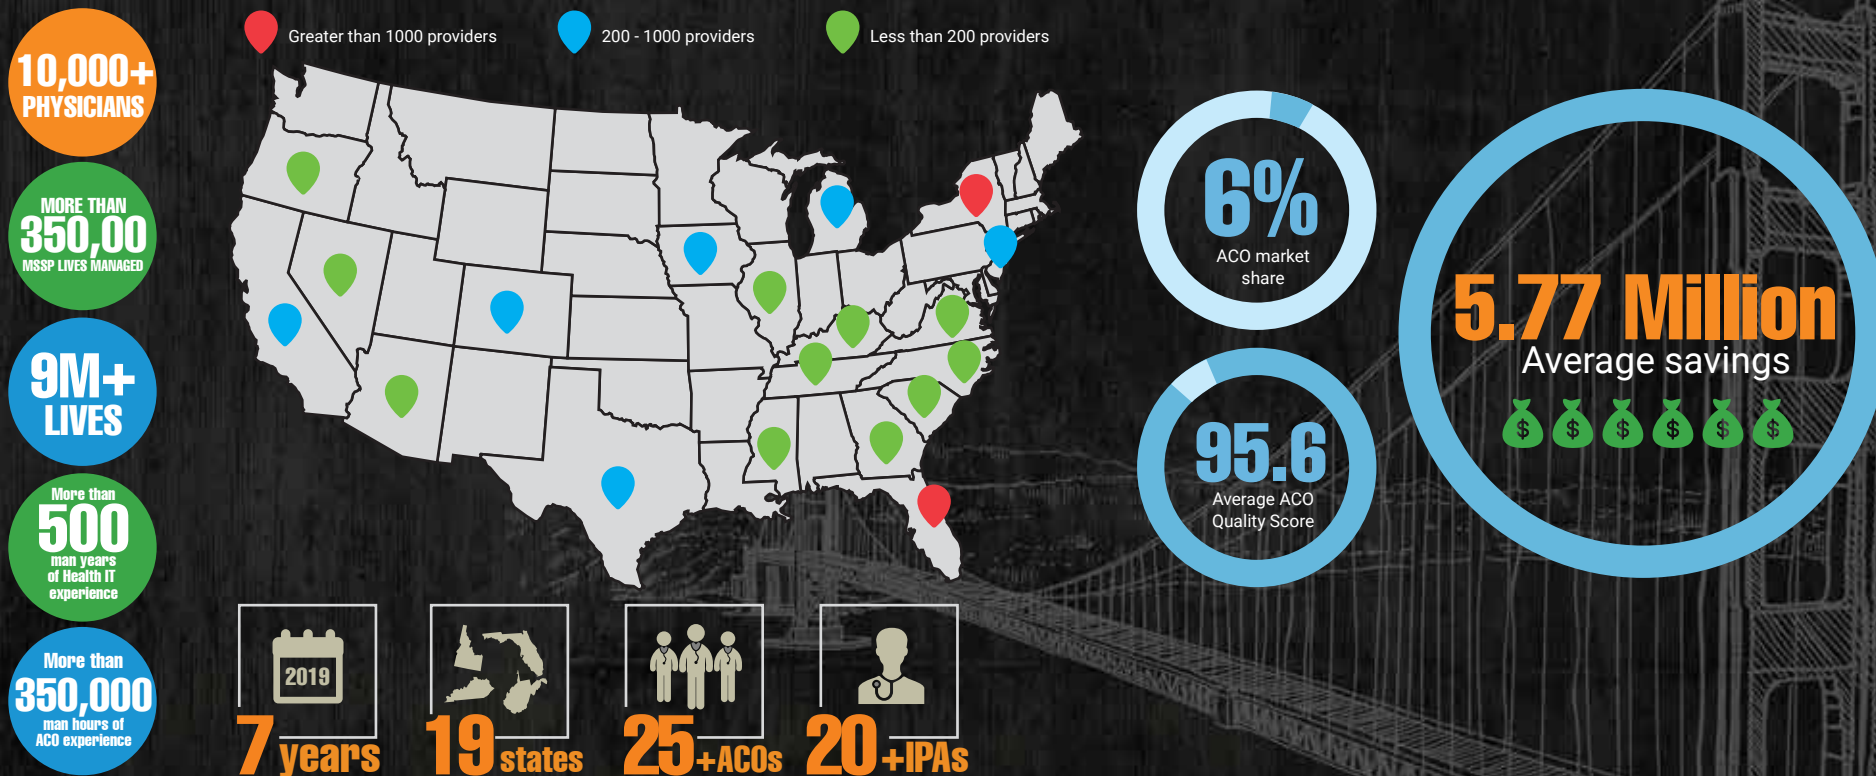 10,000+
PHYSICIANS
MORE THAN
350,00
MSSP LIVES MANAGED
9M+
LIVES
More than
500
man years
of Health IT
experience
More than
350,000
man hours of
ACO experience
Greater than 1000 providers
200 - 1000 providers
Less than 200 providers
2019
7 years
19 states
25+ACOs
20+IPAs
6%
ACO market
share
95.6
Average ACO
Quality Score
5.77 Million
Average savings
$ $ $ $ $ $